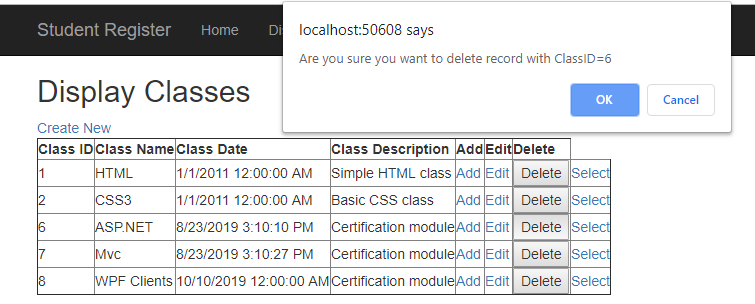 Student Register Home Di
localhost:50608 says
Are you sure you want to delete record with ClassID=6
OK Cancel
Display Classes
Create New
Class ID Class Name Class Date Class Description Add Edit Delete
1 HTML 1/1/2011 12:00:00 AM Simple HTML class Add Edit Delete Select
2 CSS3 1/1/2011 12:00:00 AM Basic CSS class Add Edit Delete Select
6 ASP.NET 8/23/2019 3:10:10 PM Certification module Add Edit Delete Select
7 Mvc 8/23/2019 3:10:27 PM Certification module Add Edit Delete Select
8 WPF Clients 10/10/2019 12:00:00 AM Certification module Add Edit Delete Select